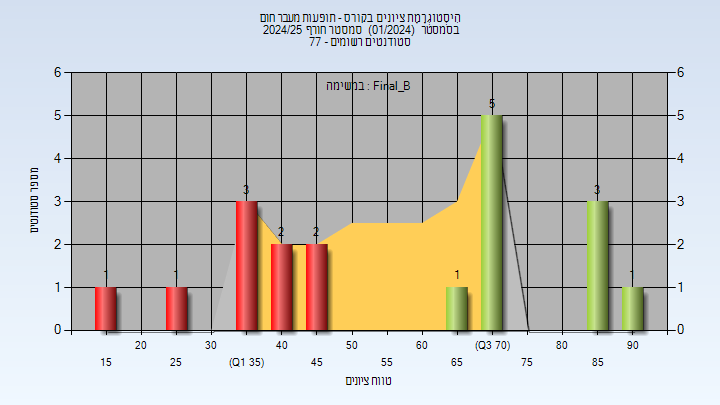 היסטוגרמת ציונים בקורס - תופעות מעבר חום
בסמסטר (01/2024) סמסטר חורף 2024/25
סטודנטים רשומים - 77
במשימה : Final_B
מספר סטודנטים
6
5
4
3
2
1
0
6
5
4
3
2
1
0
1
1
3
2
2
1
5
3
1
20 30 40 50 60 (Q3 70) 80 90
15 25 (Q1 35) 45 55 65 75 85
טווח ציונים